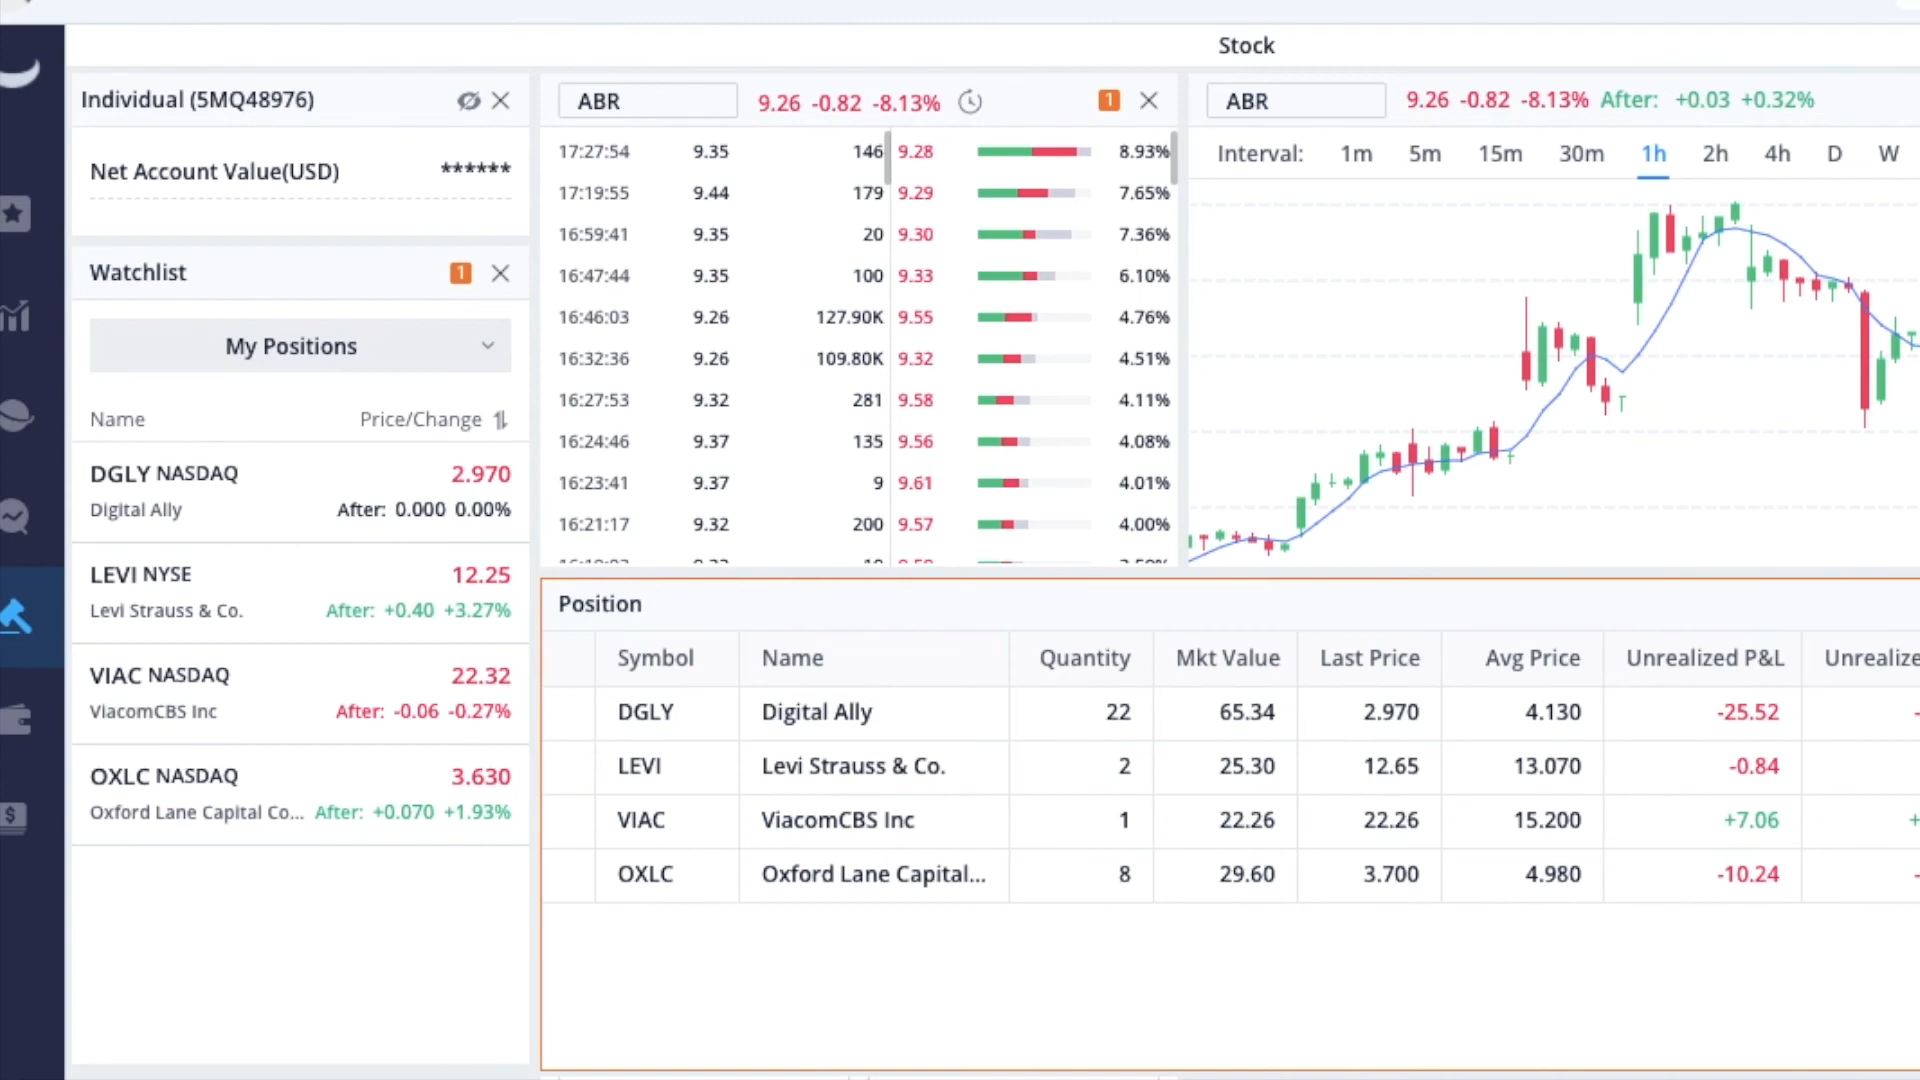 Stock
Individual (5MQ48976)
Net Account Value(USD) ******
Watchlist 1
My Positions
Name Price/Change
DGLY NASDAQ 2.970
Digital Ally After: 0.000 0.00%
LEVI NYSE 12.25
Levi Strauss & Co. After: +0.40 +3.27%
VIAC NASDAQ 22.32
ViacomCBS Inc After: -0.06 -0.27%
OXLC NASDAQ 3.630
Oxford Lane Capital Co... After: +0.070 +1.93%
ABR 9.26 -0.82 -8.13% 1
17:27:54 9.35 146 9.28 8.93%
17:19:55 9.44 179 9.29 7.65%
16:59:41 9.35 20 9.30 7.36%
16:47:44 9.35 100 9.33 6.10%
16:46:03 9.26 127.90K 9.55 4.76%
16:32:36 9.26 109.80K 9.32 4.51%
16:27:53 9.32 281 9.58 4.11%
16:24:46 9.37 135 9.56 4.08%
16:23:41 9.37 9 9.61 4.01%
16:21:17 9.32 200 9.57 4.00%
ABR 9.26 -0.82 -8.13% After: +0.03 +0.32%
Interval: 1m 5m 15m 30m 1h 2h 4h D W
Position
Symbol Name Quantity Mkt Value Last Price Avg Price Unrealized P&L Unrealize
DGLY Digital Ally 22 65.34 2.970 4.130 -25.52 -
LEVI Levi Strauss & Co. 2 25.30 12.65 13.070 -0.84
VIAC ViacomCBS Inc 1 22.26 22.26 15.200 +7.06 +
OXLC Oxford Lane Capital... 8 29.60 3.700 4.980 -10.24 -